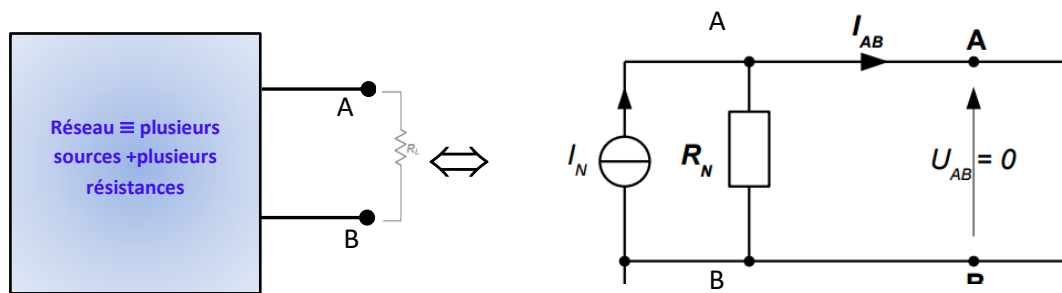 Réseau ≡ plusieurs
sources +plusieurs
résistances
A
R_L
B
A
I_AB
A
I_N
R_N
U_AB = 0
B
B